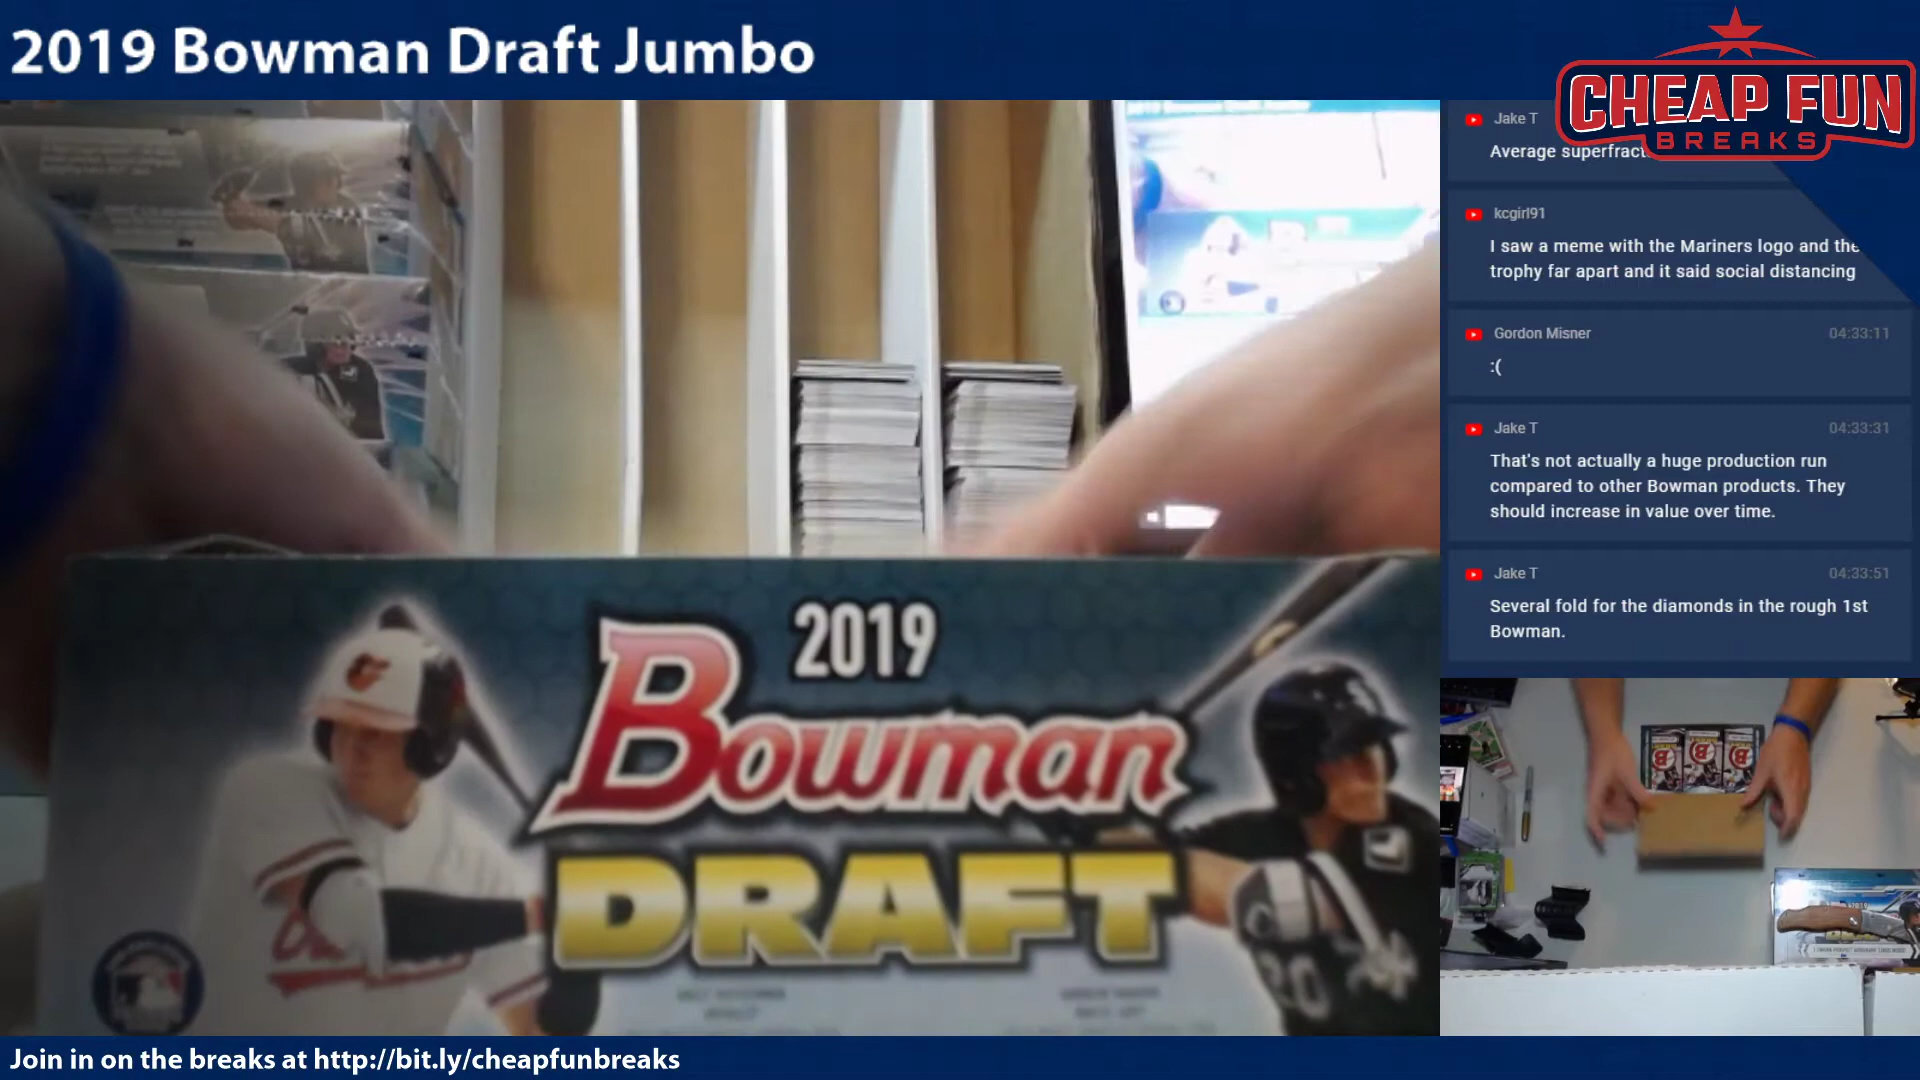 2019 Bowman Draft Jumbo
CHEAP FUN
BREAKS
Jake T
Average superfract
kcgirl91
I saw a meme with the Mariners logo and the
trophy far apart and it said social distancing
Gordon Misner 04:33:11
:(
Jake T 04:33:31
That's not actually a huge production run
compared to other Bowman products. They
should increase in value over time.
Jake T 04:33:51
Several fold for the diamonds in the rough 1st
Bowman.
2019
Bowman
DRAFT
20
Join in on the breaks at http://bit.ly/cheapfunbreaks